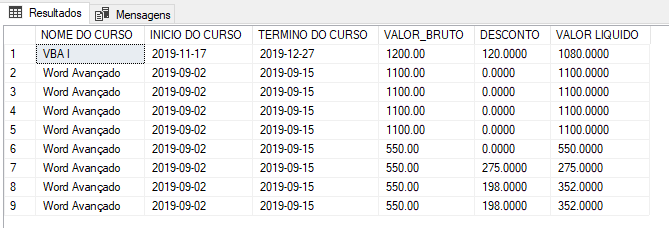 Resultados Mensagens
NOME DO CURSO INICIO DO CURSO TERMINO DO CURSO VALOR_BRUTO DESCONTO VALOR LIQUIDO
1 VBA I 2019-11-17 2019-12-27 1200.00 120.0000 1080.0000
2 Word Avançado 2019-09-02 2019-09-15 1100.00 0.0000 1100.0000
3 Word Avançado 2019-09-02 2019-09-15 1100.00 0.0000 1100.0000
4 Word Avançado 2019-09-02 2019-09-15 1100.00 0.0000 1100.0000
5 Word Avançado 2019-09-02 2019-09-15 1100.00 0.0000 1100.0000
6 Word Avançado 2019-09-02 2019-09-15 550.00 0.0000 550.0000
7 Word Avançado 2019-09-02 2019-09-15 550.00 275.0000 275.0000
8 Word Avançado 2019-09-02 2019-09-15 550.00 198.0000 352.0000
9 Word Avançado 2019-09-02 2019-09-15 550.00 198.0000 352.0000